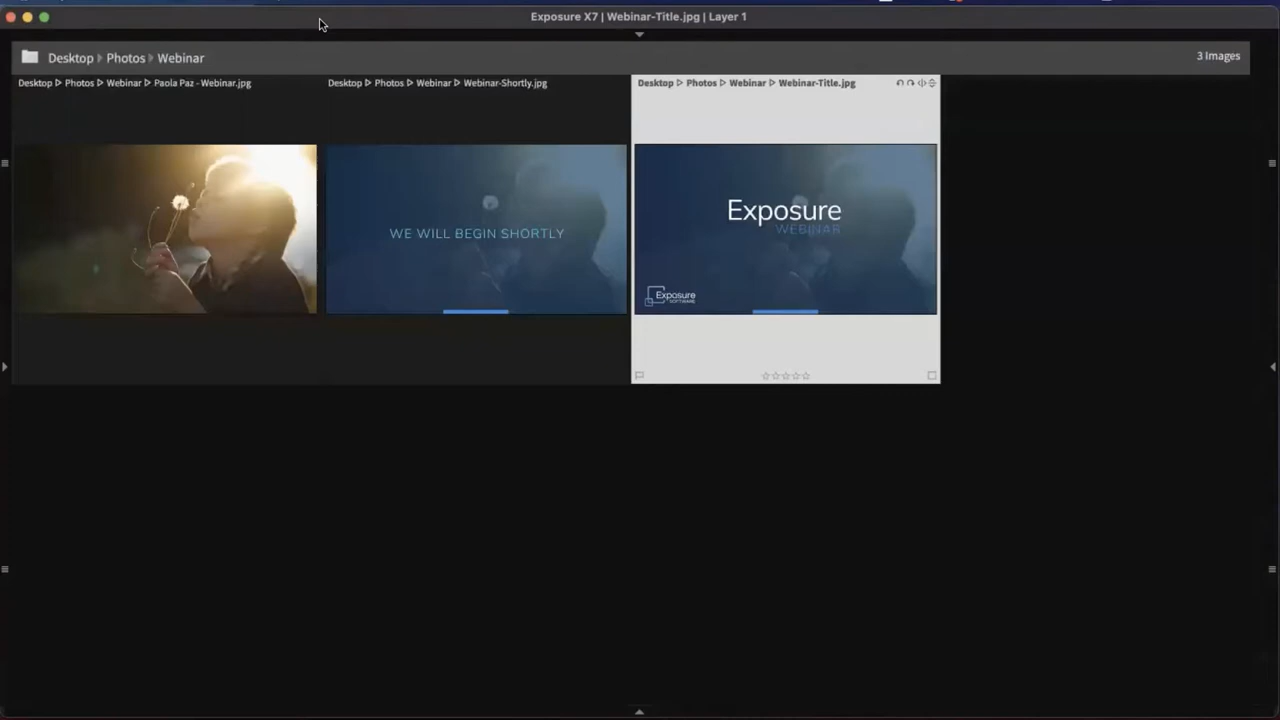 Exposure X7 | Webinar-Title.jpg | Layer 1
Desktop Photos Webinar
3 Images
Desktop Photos Webinar Paola Paz - Webinar.jpg
Desktop Photos Webinar Webinar-Shortly.jpg
Desktop Photos Webinar Webinar-Title.jpg
WE WILL BEGIN SHORTLY
Exposure
WEBINAR
Exposure
SOFTWARE